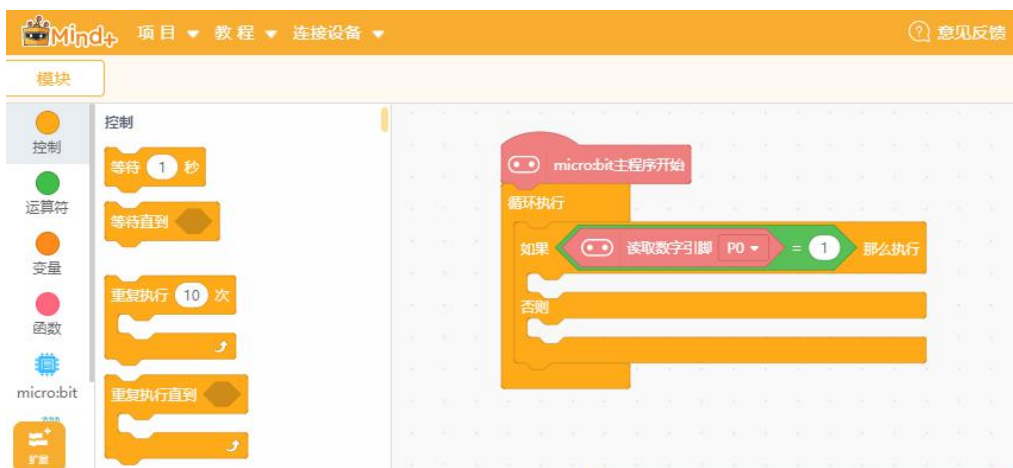 Mind+ 项目 教程 连接设备 意见反馈
模块
控制
运算符
变量
函数
micro:bit
扩展
控制
等待 1 秒
等待直到
重复执行 10 次
重复执行直到
micro:bit主程序开始
循环执行
如果 读取数字引脚 P0 = 1 那么执行
否则